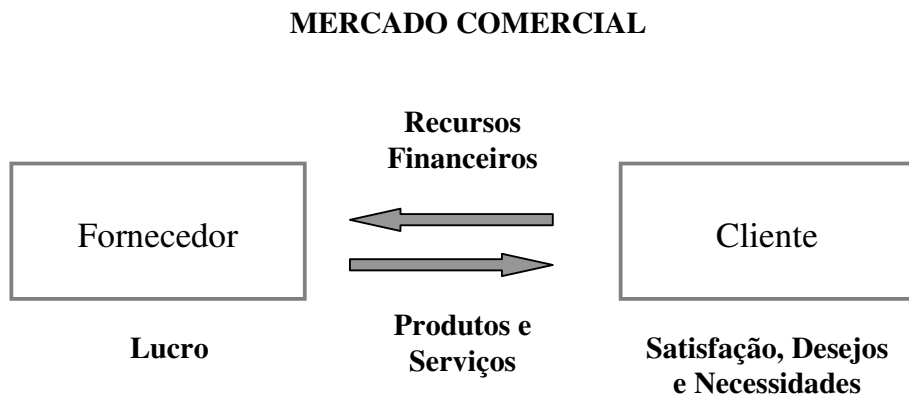 MERCADO COMERCIAL
Recursos
Financeiros
Fornecedor
Cliente
Lucro
Produtos e
Serviços
Satisfação, Desejos
e Necessidades